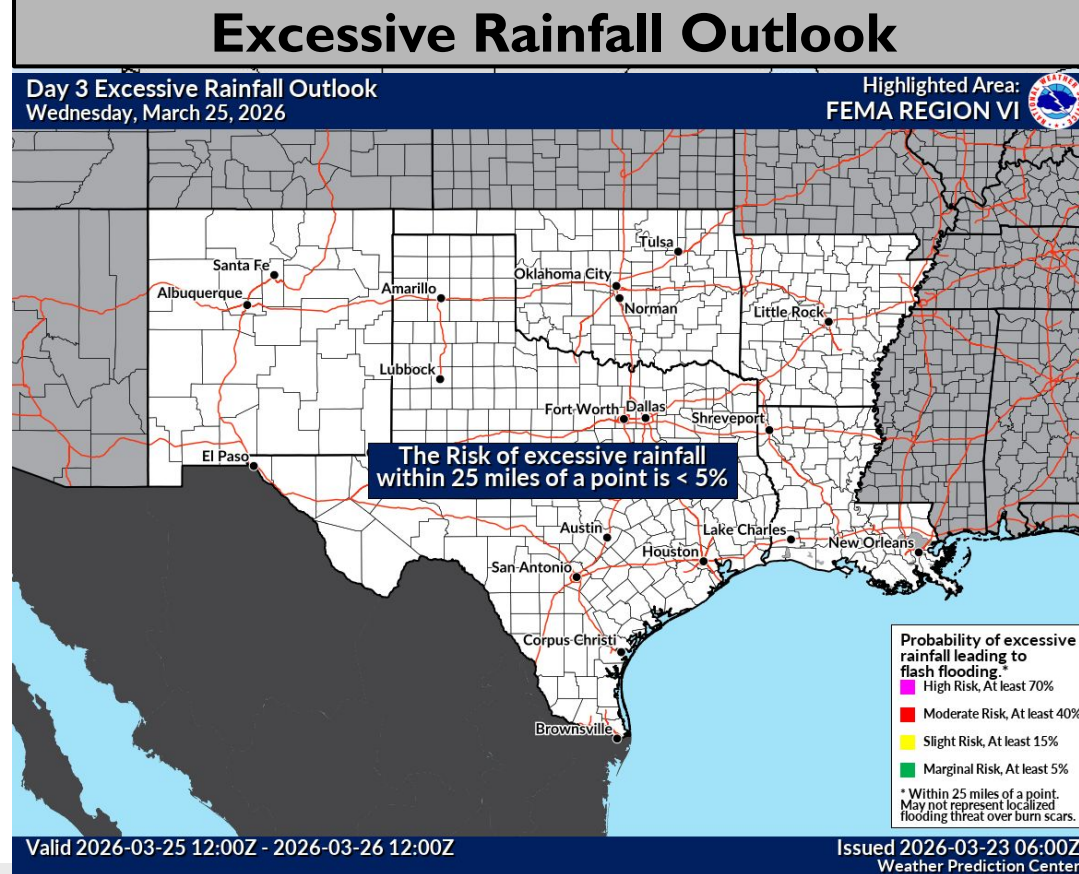 Excessive Rainfall Outlook
Day 3 Excessive Rainfall Outlook
Wednesday, March 25, 2026
Highlighted Area:
FEMA REGION VI
NATIONAL WEATHER SERVICE
Tulsa
Santa Fe
Oklahoma City
Albuquerque
Amarillo
Norman
Little Rock
Lubbock
Fort Worth
Dallas
Shreveport
El Paso
The Risk of excessive rainfall
within 25 miles of a point is < 5%
Austin
Lake Charles
New Orleans
Houston
San Antonio
Corpus Christi
Brownsville
Probability of excessive
rainfall leading to
flash flooding.*
High Risk, At least 70%
Moderate Risk, At least 40%
Slight Risk, At least 15%
Marginal Risk, At least 5%
* Within 25 miles of a point.
May not represent localized
flooding threat over burn scars.
Valid 2026-03-25 12:00Z - 2026-03-26 12:00Z
Issued 2026-03-23 06:00Z
Weather Prediction Center